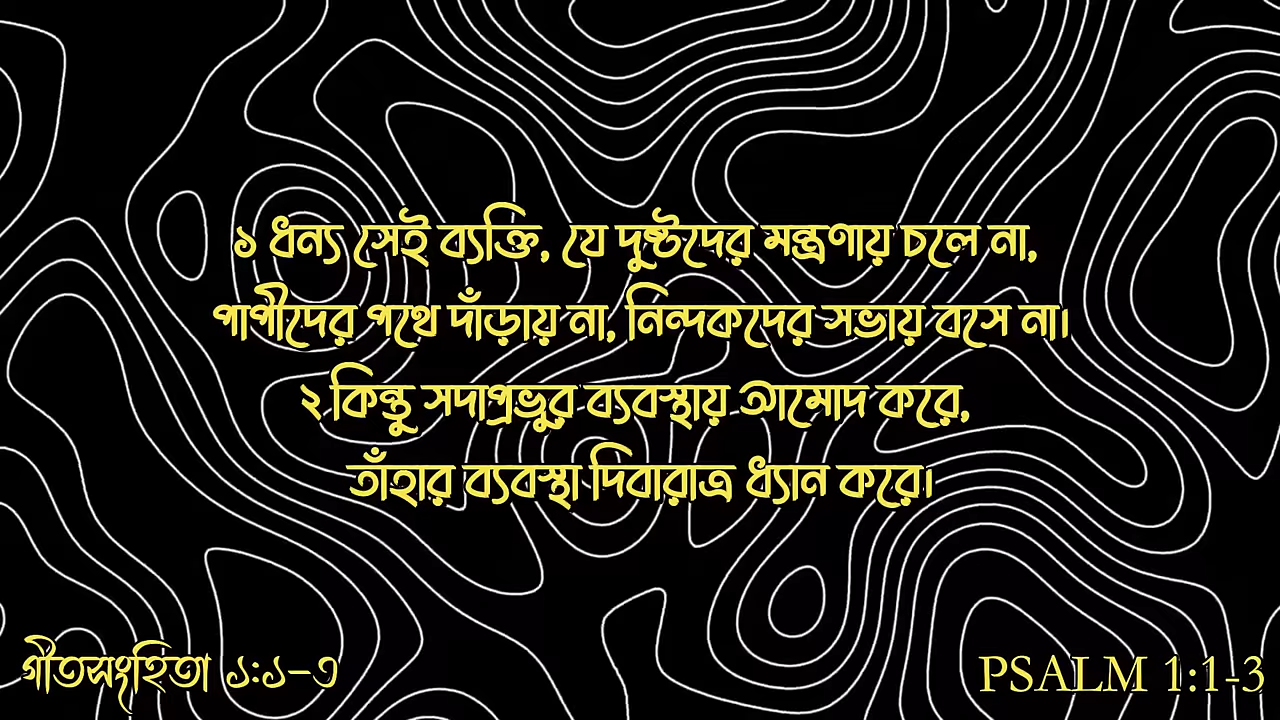 ১ ধন্য সেই ব্যক্তি, যে দুষ্টদের মন্ত্রণায় চলে না,
পাপীদের পথে দাঁড়ায় না, নিন্দকদের সভায় বসে না।
২ কিন্তু সদাপ্রভুর ব্যবস্থায় আমোদ করে,
তাঁহার ব্যবস্থা দিবারাত্র ধ্যান করে।
গীতসংহিতা ১:১-৩
PSALM 1:1-3